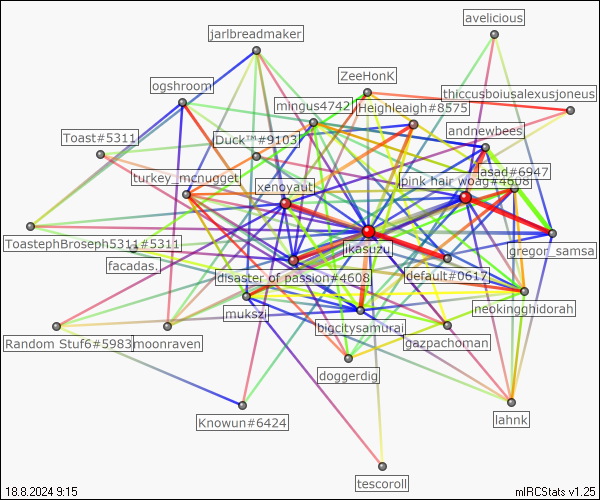 avelicious
jarlbreadmaker
ZeeHonK
ogshroom
thiccusboiusalexusjoneus
mingus4742
Heighleaigh#8575
andnewbees
Toast#5311
Duck™#9103
asad#6947
turkey_mcnugget
pink hair woag#4608
xenoyaut
ToastephBroseph5311#5311
ikasuzu
gregor_samsa
facadas.
disaster of passion#4608
default#0617
mukszi
neokingghidorah
bigcitysamurai
Random Stuf6#5983
moonraven
gazpachoman
doggerdig
Knowun#6424
lahnk
tescoroll
18.8.2024 9:15
mIRCStats v1.25